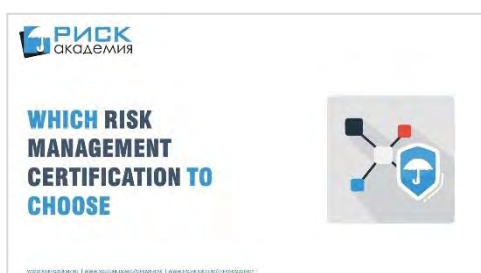 РИСК
академия
WHICH RISK
MANAGEMENT
CERTIFICATION TO
CHOOSE